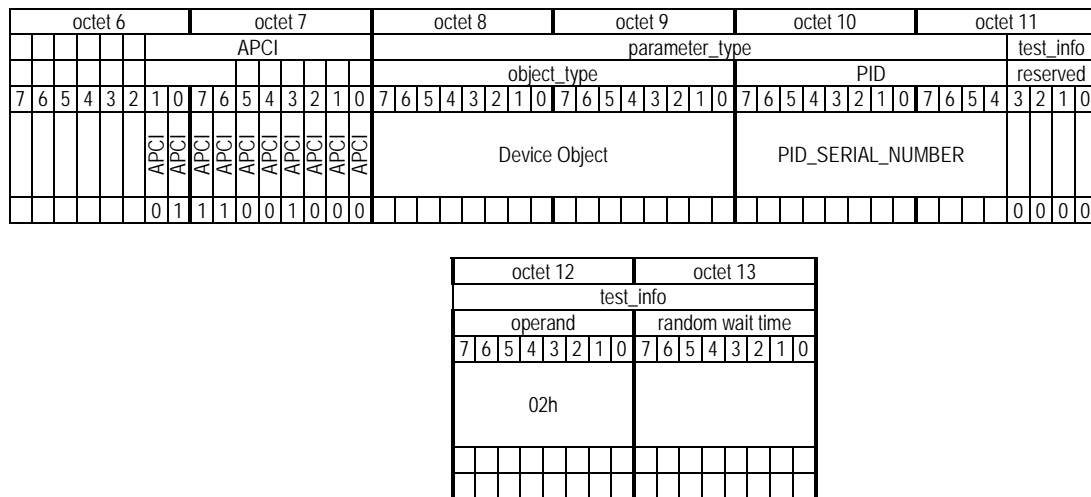 octet 6 octet 7 octet 8 octet 9 octet 10 octet 11
APCI parameter_type test_info
object_type PID reserved
7 6 5 4 3 2 1 0 7 6 5 4 3 2 1 0 7 6 5 4 3 2 1 0 7 6 5 4 3 2 1 0 7 6 5 4 3 2 1 0 7 6 5 4 3 2 1 0
APCI APCI APCI APCI APCI APCI APCI APCI APCI APCI Device Object PID_SERIAL_NUMBER
0 1 1 1 0 0 1 0 0 0 0 0 0 0
octet 12 octet 13
test_info
operand random wait time
7 6 5 4 3 2 1 0 7 6 5 4 3 2 1 0
02h